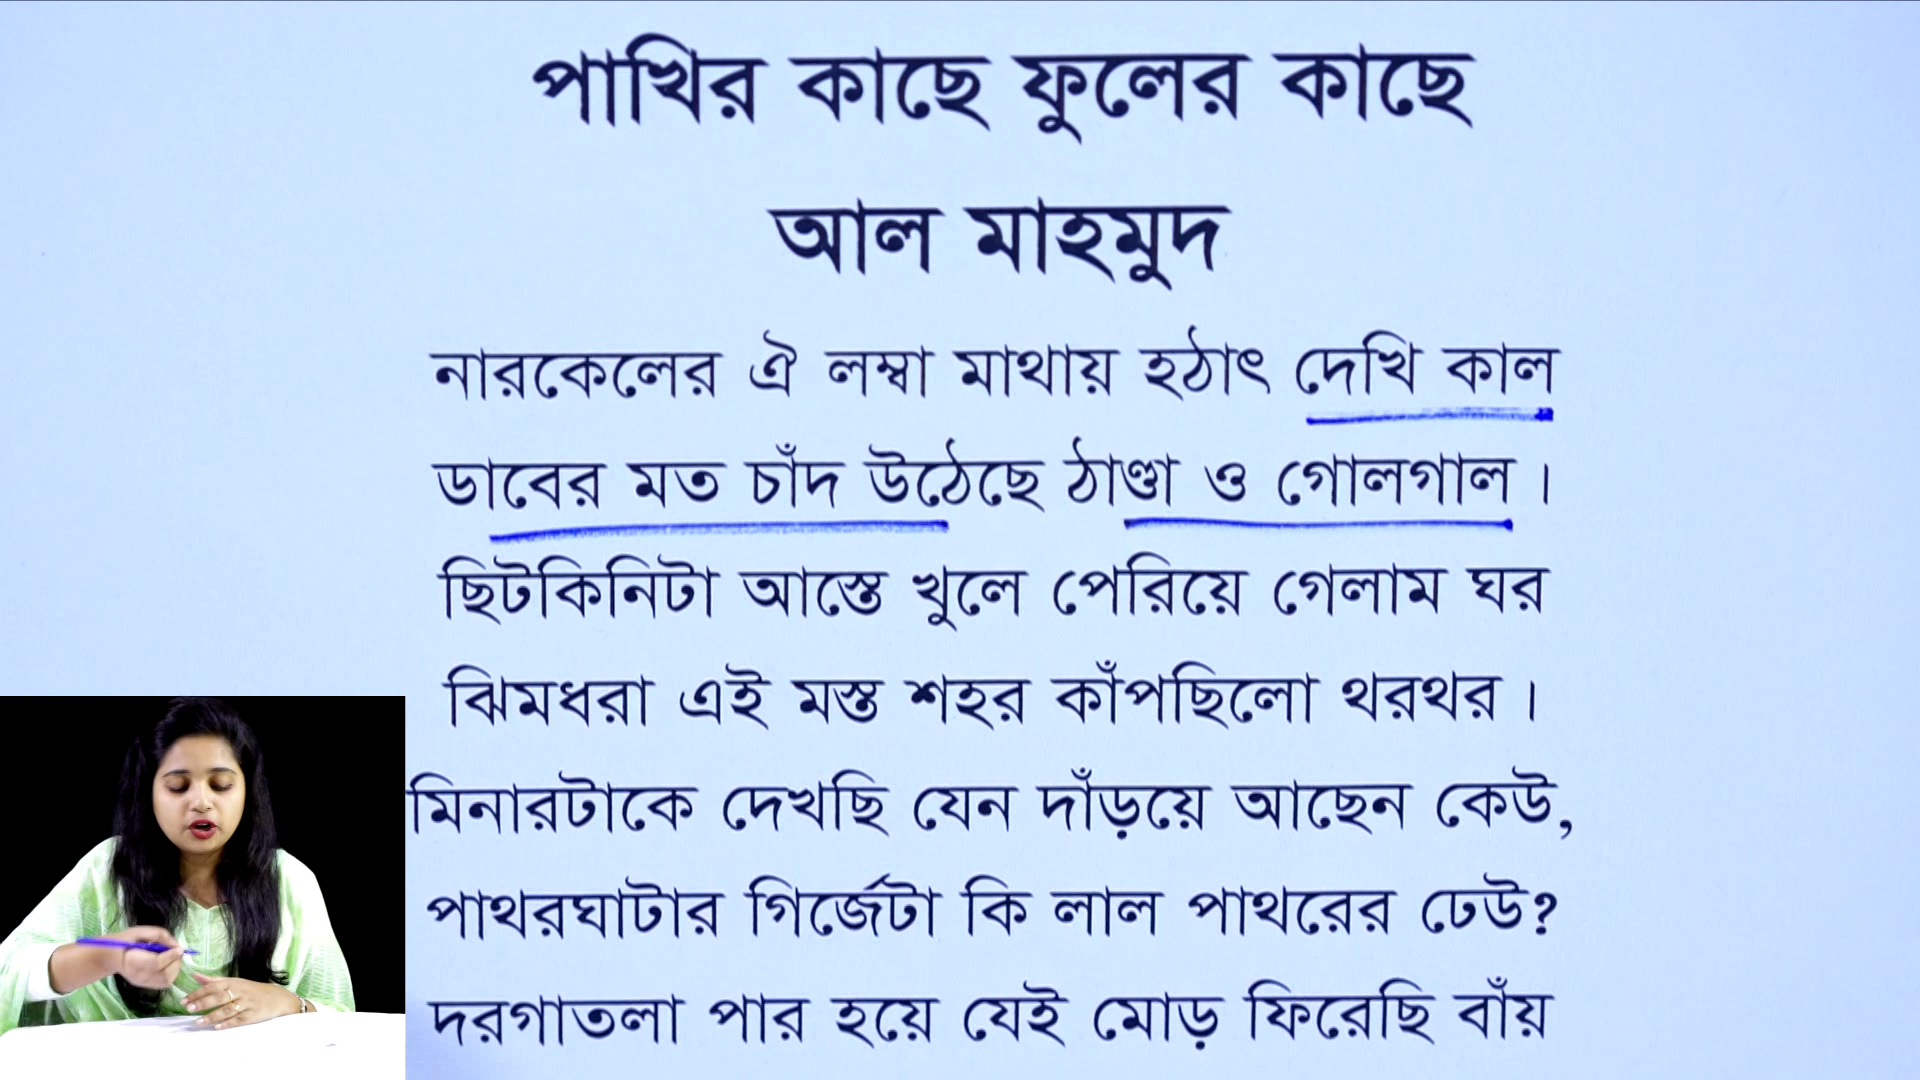 পাখির কাছে ফুলের কাছে
আল মাহমুদ
নারকেলের ঐ লম্বা মাথায় হঠাৎ দেখি কাল
ডাবের মত চাঁদ উঠেছে ঠাণ্ডা ও গোলগাল।
ছিটকিনিটা আস্তে খুলে পেরিয়ে গেলাম ঘর
ঝিমধরা এই মস্ত শহর কাঁপছিলো থরথর।
মিনারটাকে দেখছি যেন দাঁড়য়ে আছেন কেউ,
পাথরঘাটার গির্জেটা কি লাল পাথরের ঢেউ?
দরগাতলা পার হয়ে যেই মোড় ফিরেছি বাঁয়